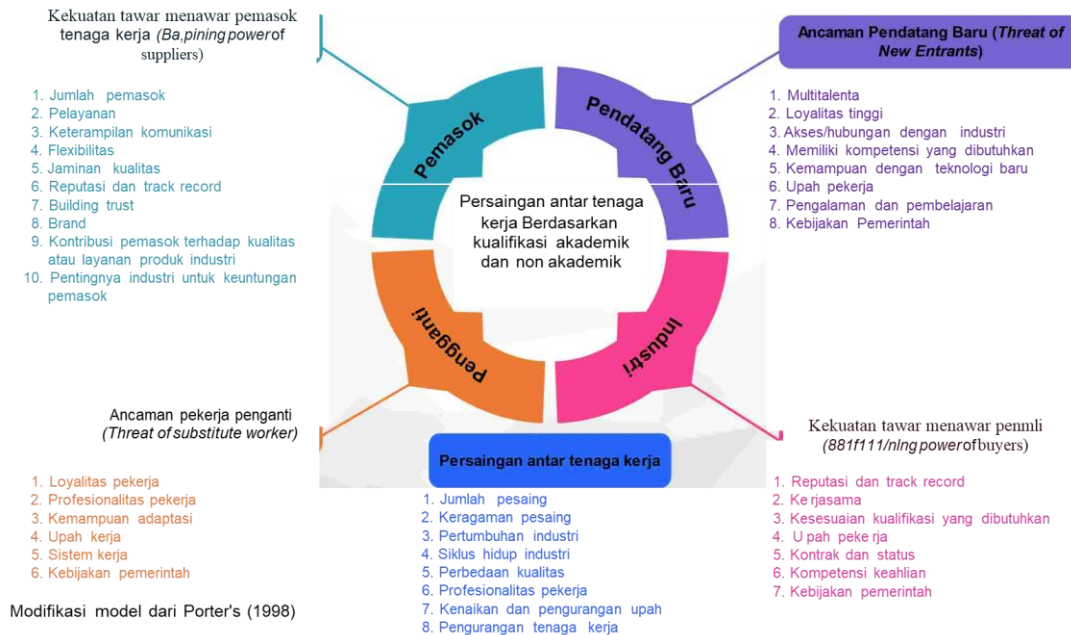 Kekuatan tawar menawar pemasok
tenaga kerja (Ba,pining power of
suppliers)
1. Jumlah pemasok
2. Pelayanan
3. Keterampilan komunikasi
4. Flexibilitas
5. Jaminan kualitas
6. Reputasi dan track record
7. Building trust
8. Brand
9. Kontribusi pemasok terhadap kualitas
atau layanan produk industri
10. Pentingnya industri untuk keuntungan
pemasok
Ancaman Pendatang Baru (Threat of
New Entrants)
1. Multitalenta
2. Loyalitas tinggi
3. Akses/hubungan dengan industri
4. Memiliki kompetensi yang dibutuhkan
5. Kemampuan dengan teknologi baru
6. Upah pekerja
7. Pengalaman dan pembelajaran
8. Kebijakan Pemerintah
Pemasok
Pendatang Baru
Persaingan antar tenaga
kerja Berdasarkan
kualifikasi akademik
dan non akademik
Pengganti
Industri
Ancaman pekerja penganti
(Threat of substitute worker)
1. Loyalitas pekerja
2. Profesionalitas pekerja
3. Kemampuan adaptasi
4. Upah kerja
5. Sistem kerja
6. Kebijakan pemerintah
Persaingan antar tenaga kerja
1. Jumlah pesaing
2. Keragaman pesaing
3. Pertumbuhan industri
4. Siklus hidup industri
5. Perbedaan kualitas
6. Profesionalitas pekerja
7. Kenaikan dan pengurangan upah
8. Pengurangan tenaga kerja
Kekuatan tawar menawar penmli
(881f111/nlng power of buyers)
1. Reputasi dan track record
2. Ke rjasama
3. Kesesuaian kualifikasi yang dibutuhkan
4. U pah peke rja
5. Kontrak dan status
6. Kompetensi keahlian
7. Kebijakan pemerintah
Modifikasi model dari Porter's (1998)